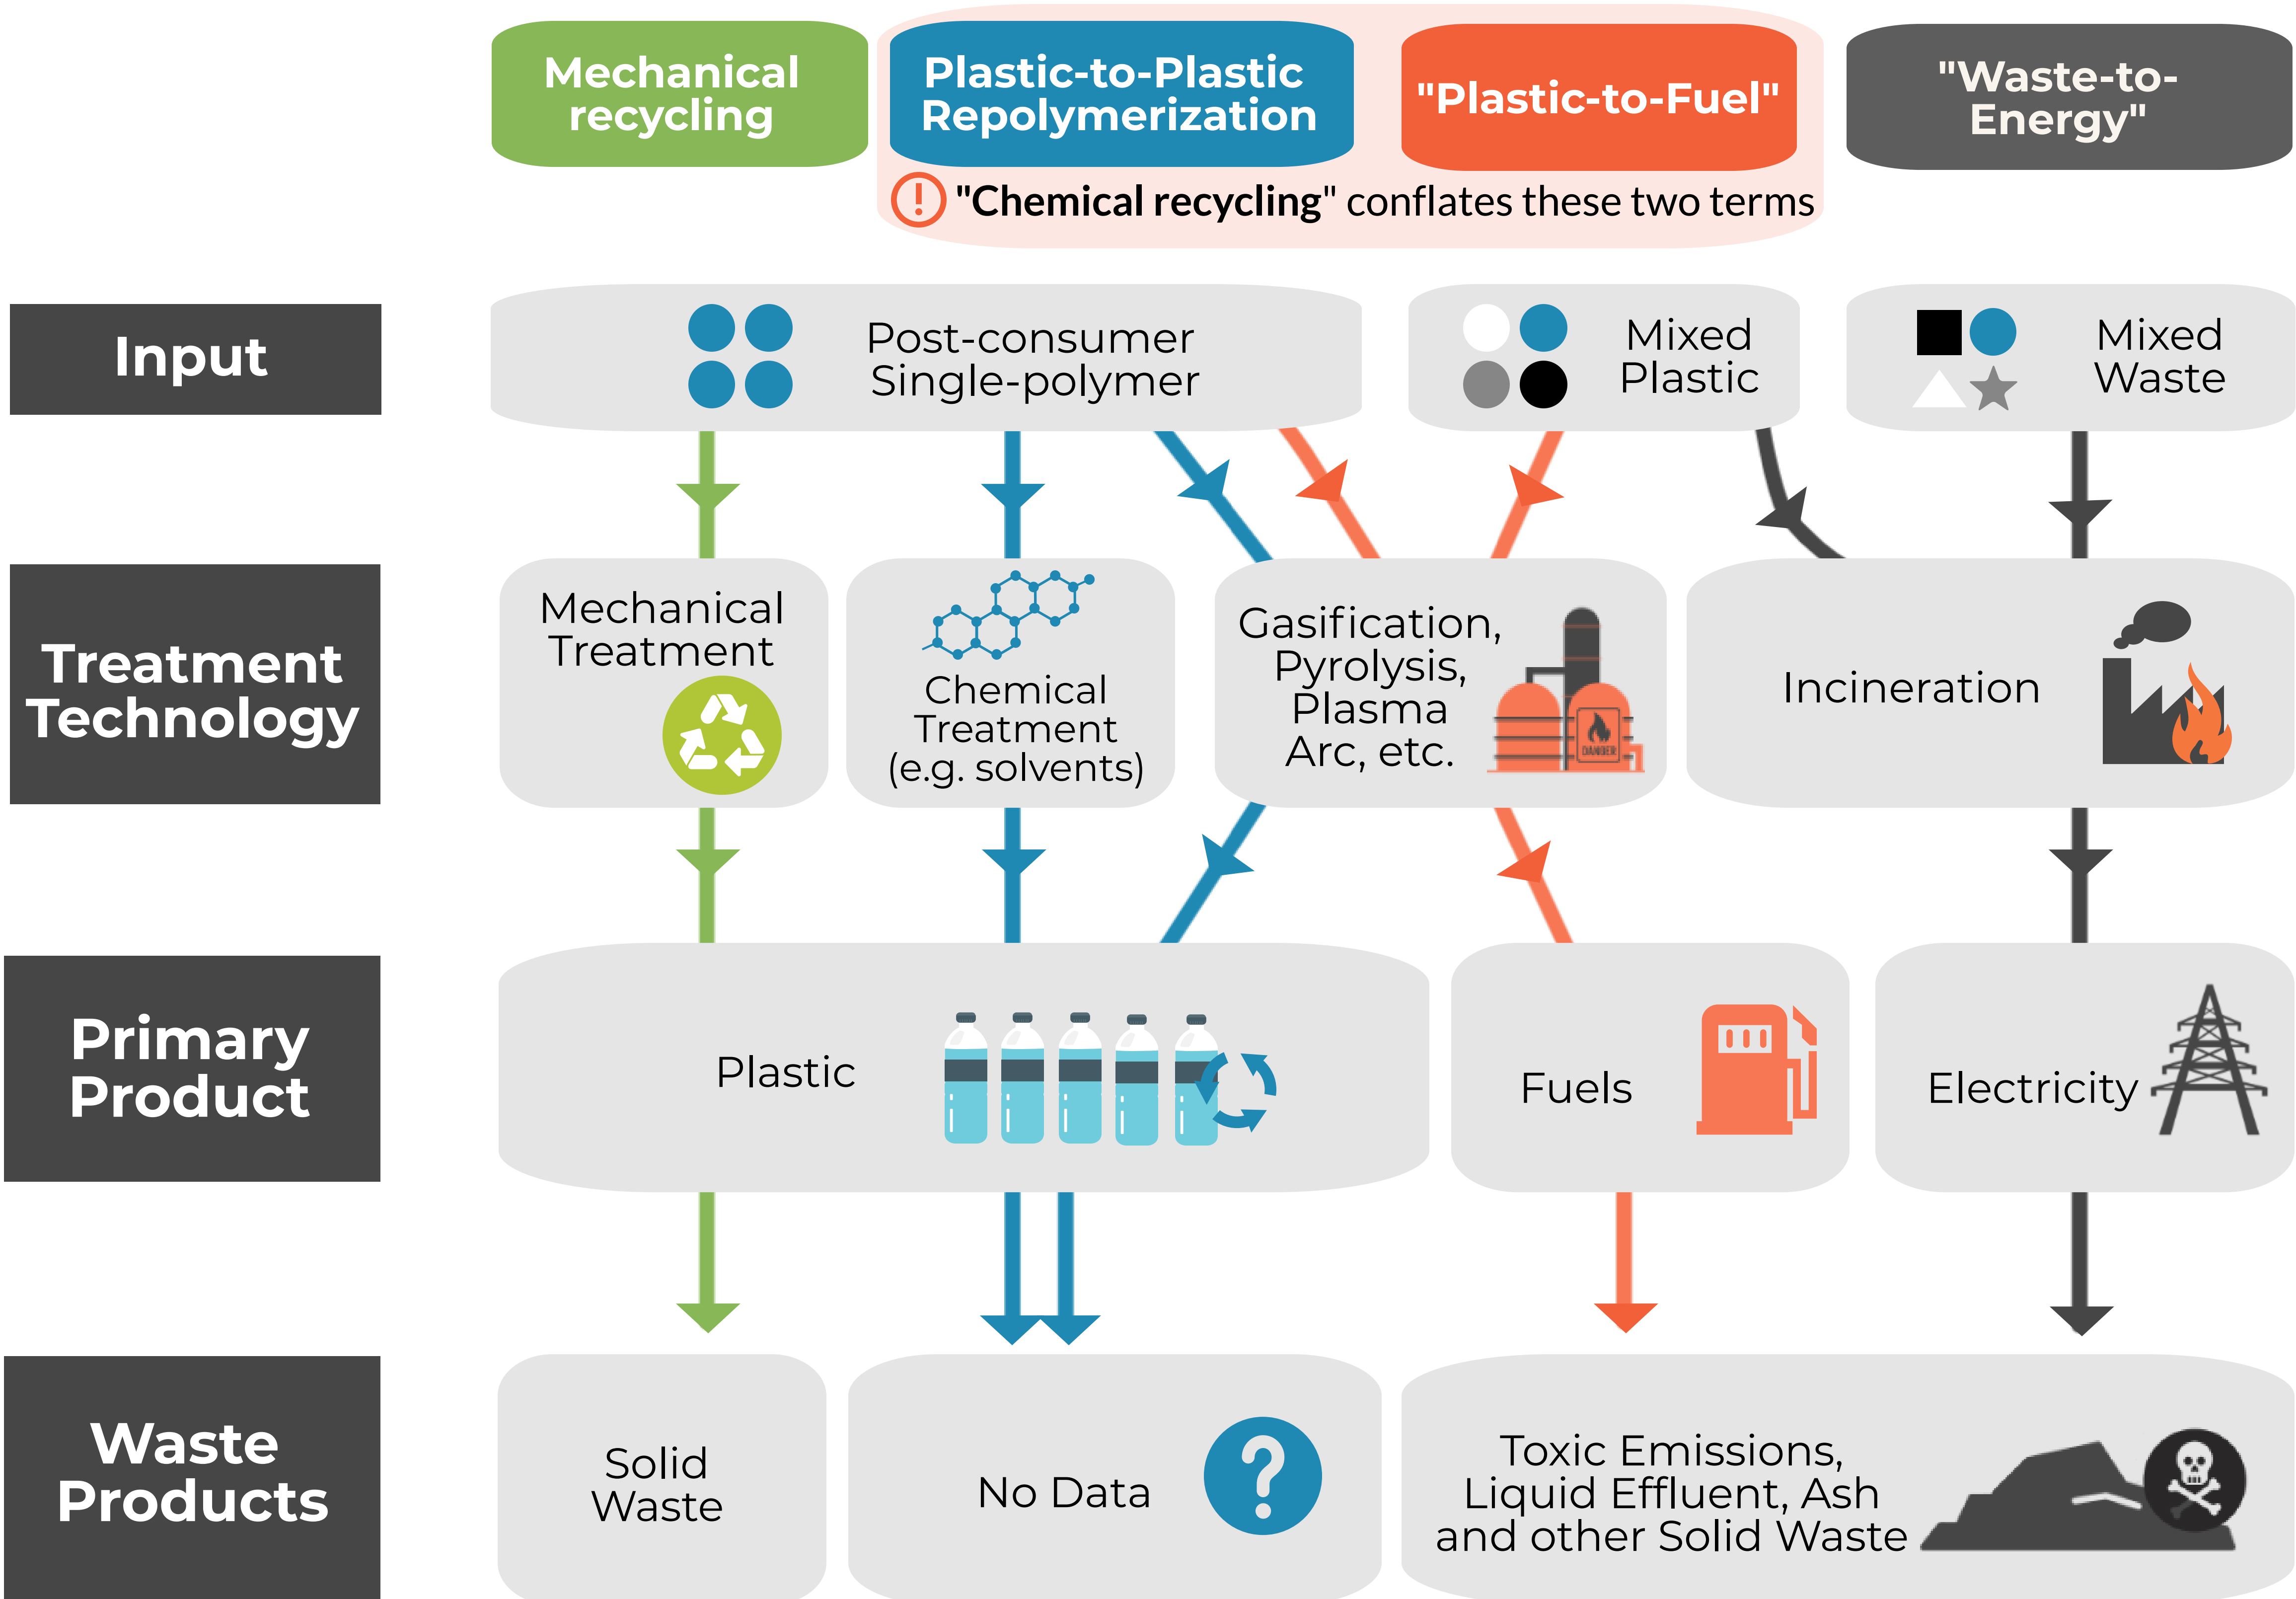 Mechanical
recycling
Plastic-to-Plastic
Repolymerization
"Plastic-to-Fuel"
"Waste-to-
Energy"
"Chemical recycling" conflates these two terms
Input
Post-consumer
Single-polymer
Mixed
Plastic
Mixed
Waste
Treatment
Technology
Mechanical
Treatment
Chemical
Treatment
(e.g. solvents)
Gasification,
Pyrolysis,
Plasma
Arc, etc.
DANGER
Incineration
Primary
Product
Plastic
Fuels
Electricity
Waste
Products
Solid
Waste
No Data
?
Toxic Emissions,
Liquid Effluent, Ash
and other Solid Waste